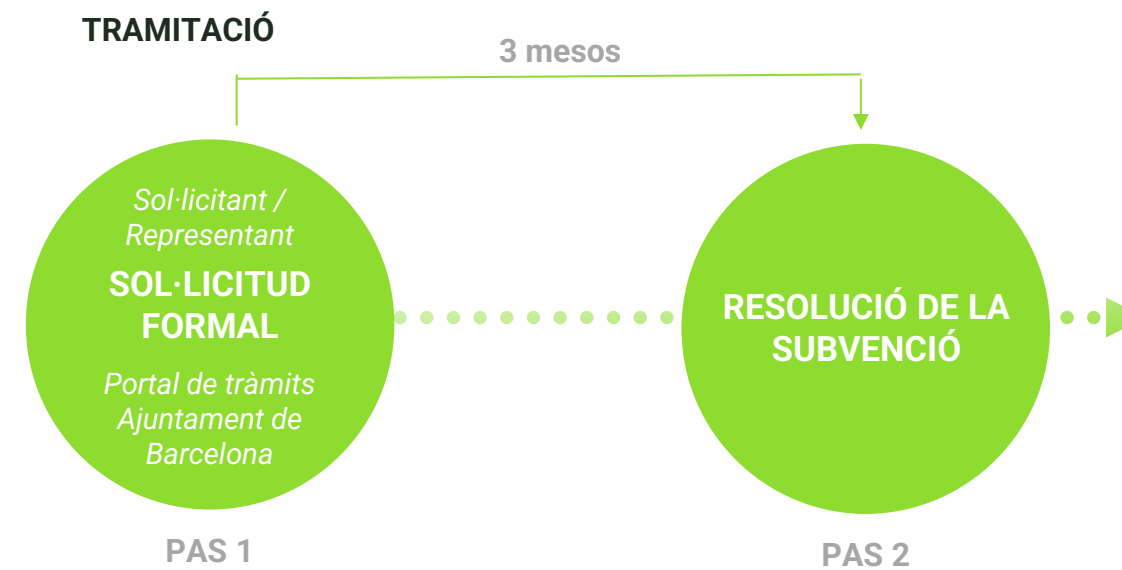 TRAMITACIÓ
3 mesos
Sol·licitant /
Representant
SOL·LICITUD
FORMAL
Portal de tràmits
Ajuntament de
Barcelona
PAS 1
RESOLUCIÓ DE LA
SUBVENCIÓ
PAS 2